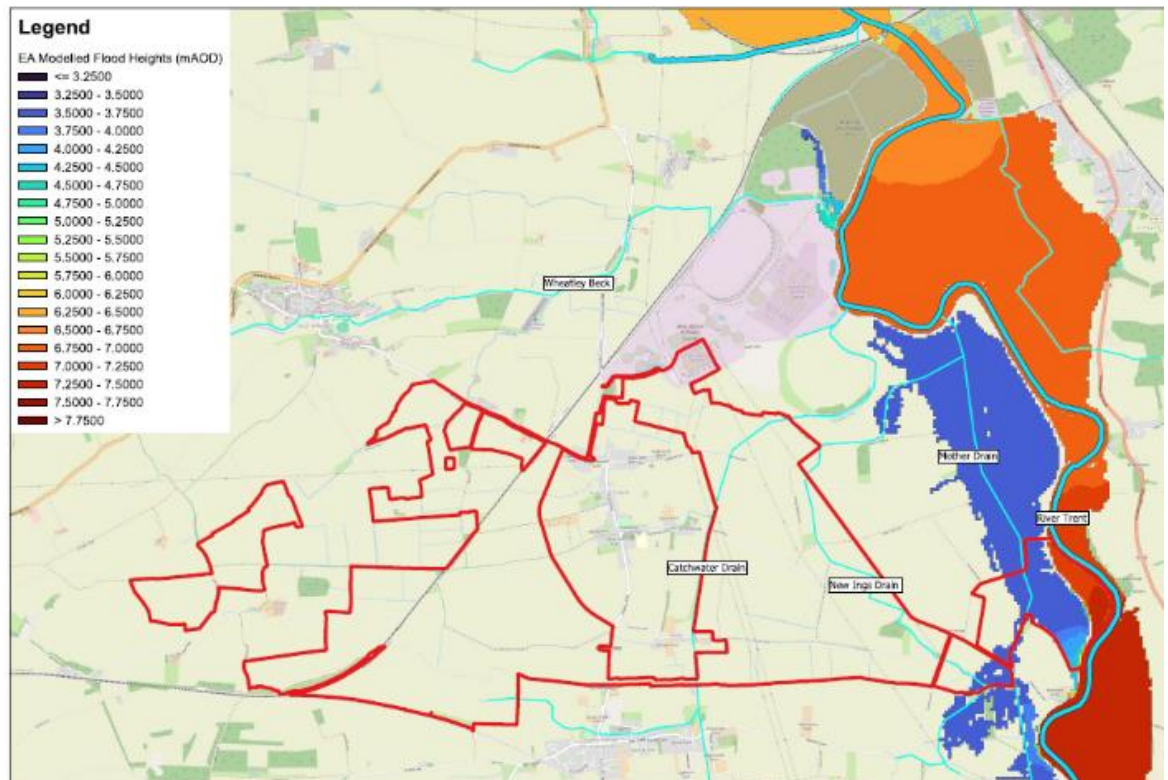 Legend
EA Modelled Flood Heights (mAOD)
<= 3.2500
3.2500 - 3.5000
3.5000 - 3.7500
3.7500 - 4.0000
4.0000 - 4.2500
4.2500 - 4.5000
4.5000 - 4.7500
4.7500 - 5.0000
5.0000 - 5.2500
5.2500 - 5.5000
5.5000 - 5.7500
5.7500 - 6.0000
6.0000 - 6.2500
6.2500 - 6.5000
6.5000 - 6.7500
6.7500 - 7.0000
7.0000 - 7.2500
7.2500 - 7.5000
7.5000 - 7.7500
> 7.7500
Wheatley Beck
Mother Drain
River Trent
Catchwater Drain
New Ings Drain